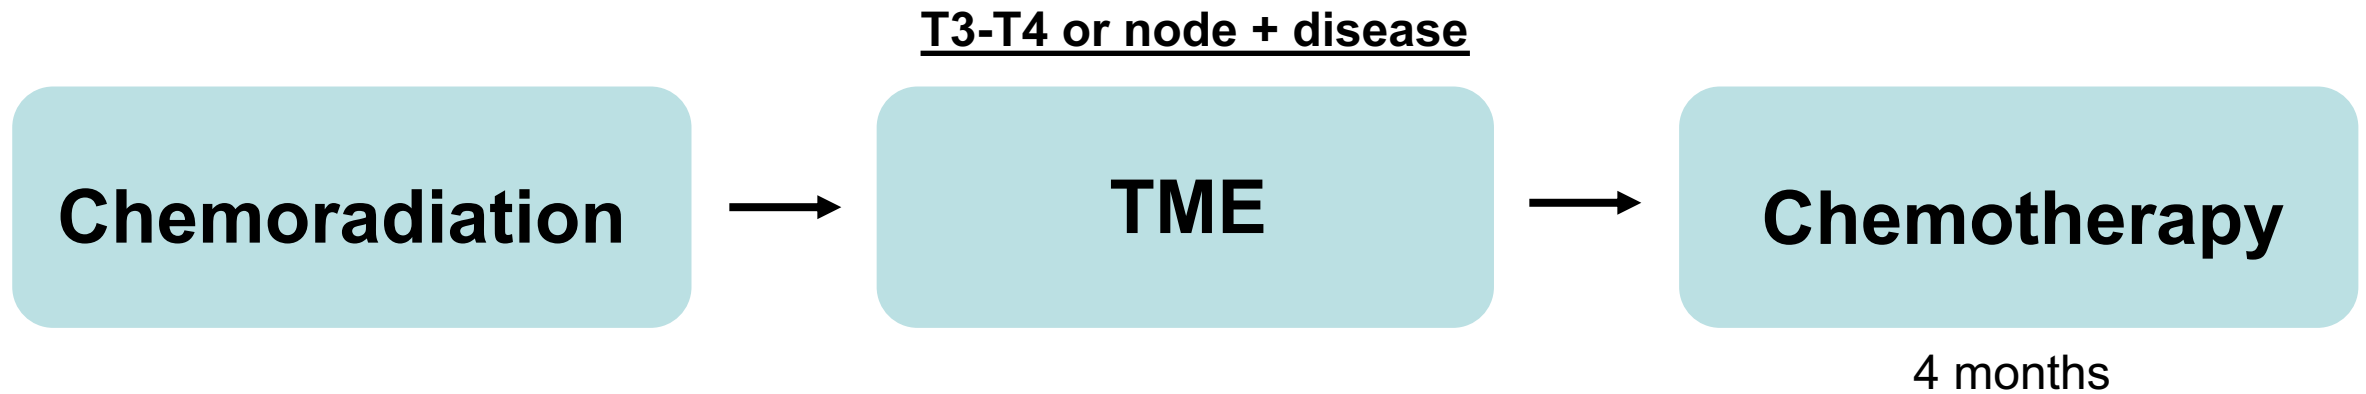 T3-T4 or node + disease
Chemoradiation
TME
Chemotherapy
4 months